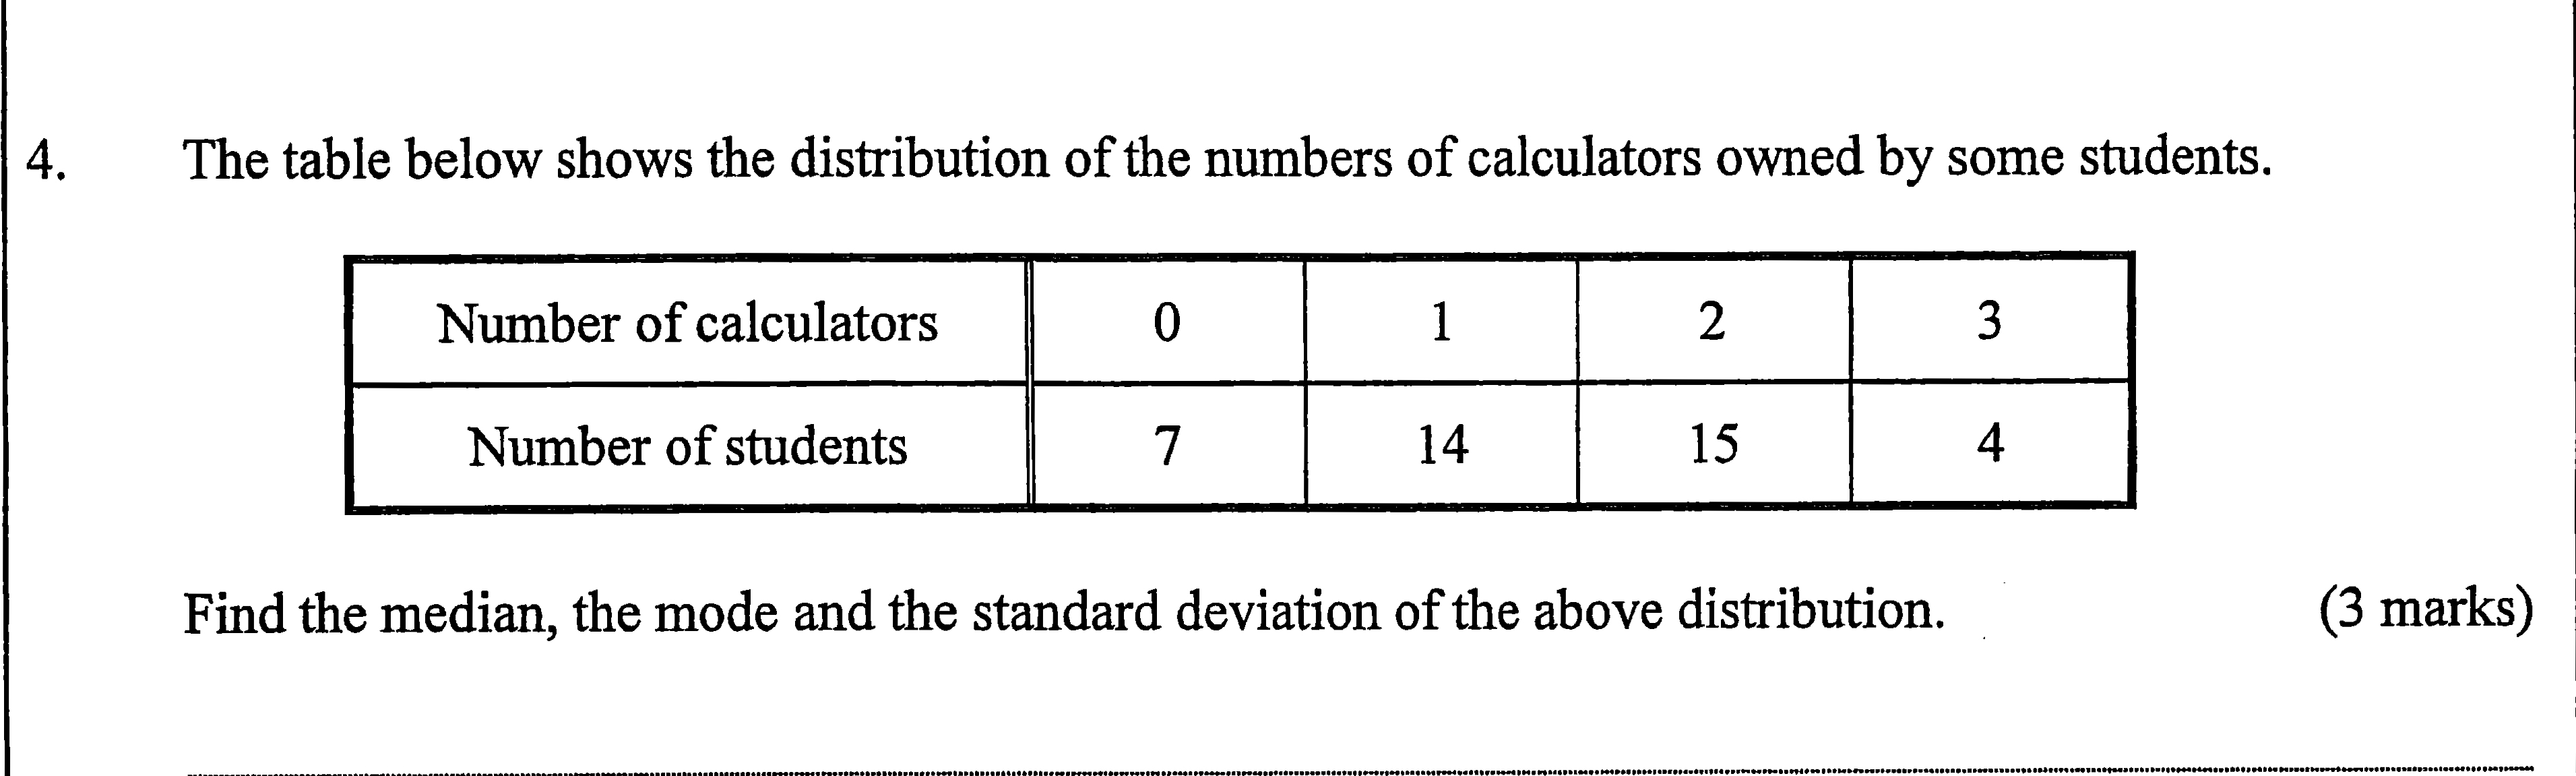 4. The table below shows the distribution of the numbers of calculators owned by some students.
Number of calculators 0 1 2 3
Number of students 7 14 15 4
Find the median, the mode and the standard deviation of the above distribution. (3 marks)